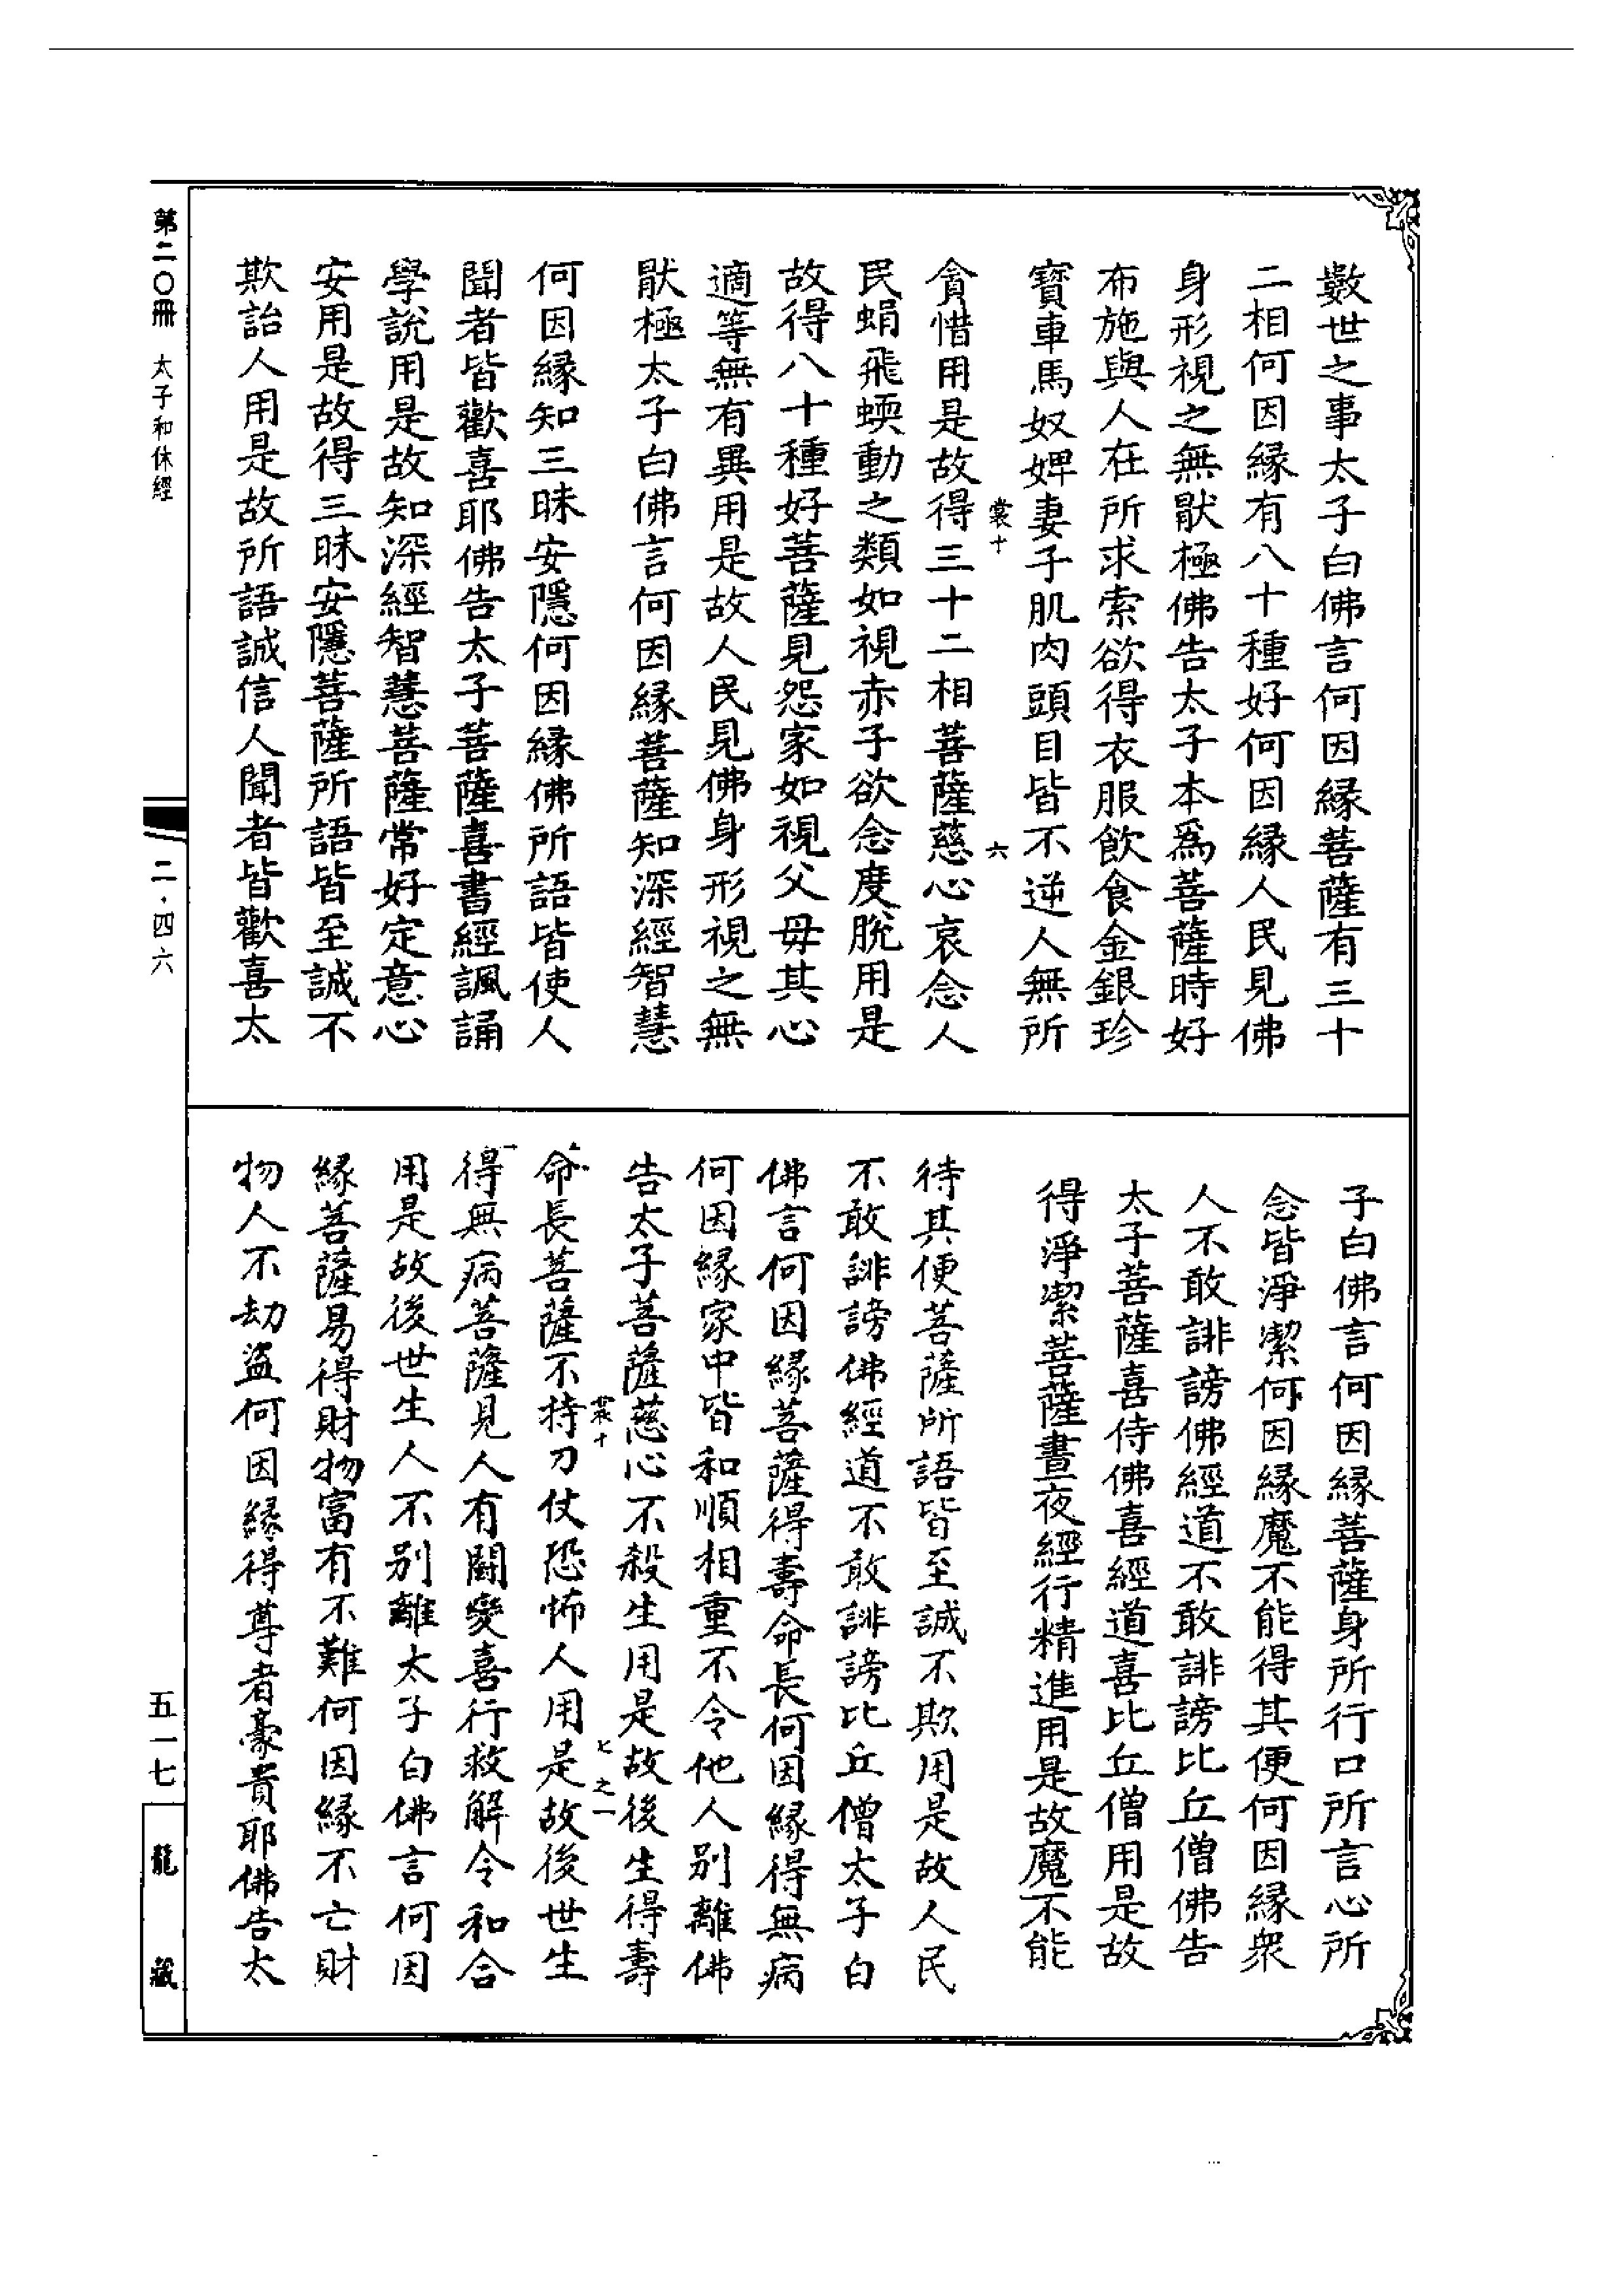 數世之事太子白佛言何因緣菩薩有三十
二相何因緣有八十種好何因緣人民見佛
身形視之無猒極佛告太子本為菩薩時好
布施與人在所求索欲得衣服飲食金銀珍
寶車馬奴婢妻子肌肉頭目皆不逆人無所
裳十
六
貪惜用是故得三十二相菩薩慈心哀念人
民蜎飛蝡動之類如視赤子欲念度脫用是
故得八十種好菩薩見怨家如視父母其心
適等無有異用是故人民見佛身形視之無
猒極太子白佛言何因緣菩薩知深經智慧
何因緣知三昧安隱何因緣佛所語皆使人
聞者皆歡喜耶佛告太子菩薩喜書經諷誦
學說用是故知深經智慧菩薩常好定意心
安用是故得三昧安隱菩薩所語皆至誠不
欺詒人用是故所語誠信人聞者皆歡喜太
子白佛言何因緣菩薩身所行口所言心所
念皆淨潔何因緣魔不能得其便何因緣眾
人不敢誹謗佛經道不敢誹謗比丘僧佛告
太子菩薩喜侍佛喜經道喜比丘僧用是故
得淨潔菩薩晝夜經行精進用是故魔不能
待其便菩薩所語皆至誠不欺用是故人民
不敢誹謗佛經道不敢誹謗比丘僧太子白
佛言何因緣菩薩得壽命長何因緣得無病
何因緣家中皆和順相重不令他人別離佛
告太子菩薩慈心不殺生用是故後生得壽
裳十
七之一
命長菩薩不持刀仗恐怖人用是故後世生
得無病菩薩見人有鬪變喜行救解令和合
用是故後世生人不別離太子白佛言何因
緣菩薩易得財物富有不難何因緣不亡財
物人不劫盜何因緣得尊者豪貴耶佛告太
第二〇冊 太子和休經
二·四六
五一七
龍藏